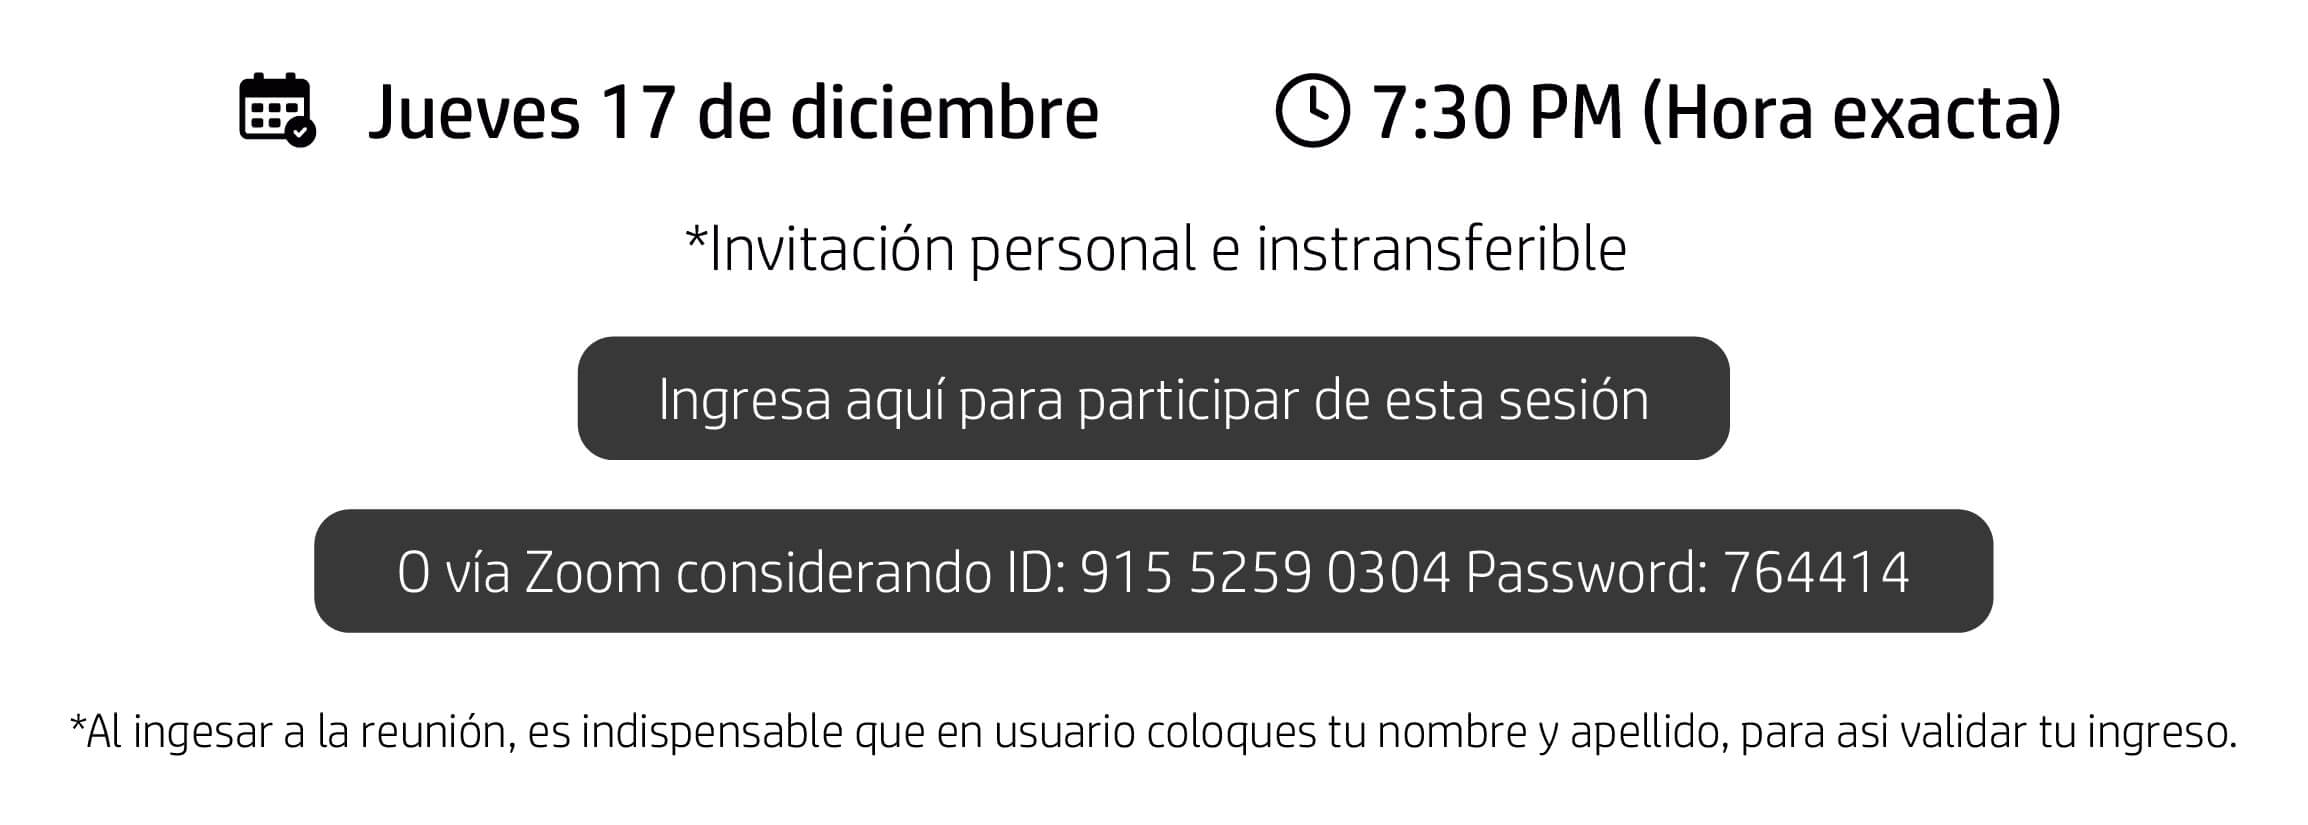 Jueves 17 de diciembre 7:30 PM (Hora exacta)
*Invitación personal e instransferible
Ingresa aquí para participar de esta sesión
O vía Zoom considerando ID: 915 5259 0304 Password: 764414
*Al ingesar a la reunión, es indispensable que en usuario coloques tu nombre y apellido, para asi validar tu ingreso.